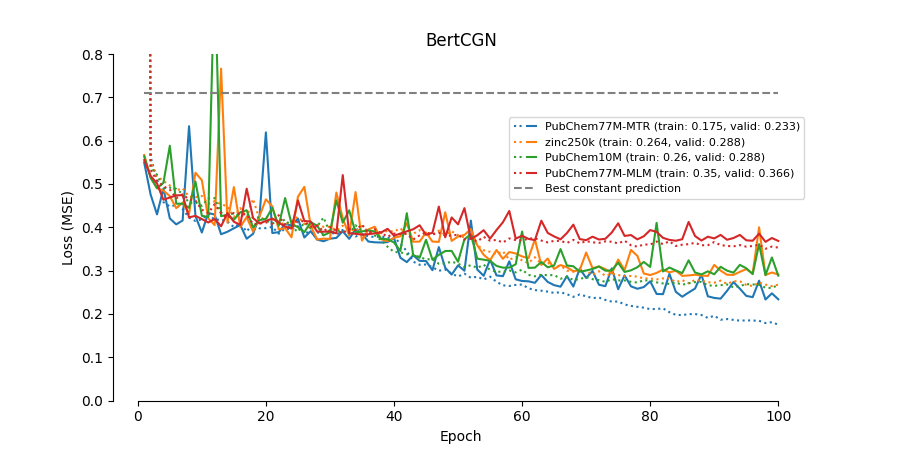 BertCGN
0.8
0.7
0.6
0.5
0.4
0.3
0.2
0.1
0.0
Loss (MSE)
PubChem77M-MTR (train: 0.175, valid: 0.233)
zinc250k (train: 0.264, valid: 0.288)
PubChem10M (train: 0.26, valid: 0.288)
PubChem77M-MLM (train: 0.35, valid: 0.366)
Best constant prediction
0 20 40 60 80 100
Epoch